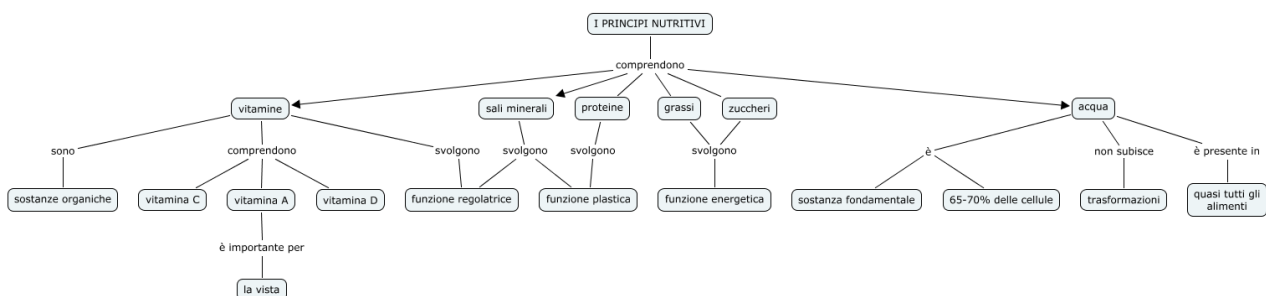 I PRINCIPI NUTRITIVI
comprendono
vitamine
sali minerali
proteine
grassi
zuccheri
acqua
sono
comprendono
svolgono
svolgono
svolgono
svolgono
è
non subisce
è presente in
sostanze organiche
vitamina C
vitamina A
vitamina D
funzione regolatrice
funzione plastica
funzione energetica
sostanza fondamentale
65-70% delle cellule
trasformazioni
quasi tutti gli
alimenti
è importante per
la vista